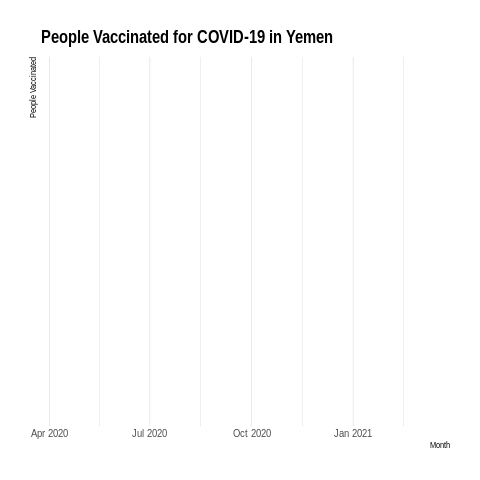 People Vaccinated for COVID-19 in Yemen
People Vaccinated
Apr 2020
Jul 2020
Oct 2020
Jan 2021
Month